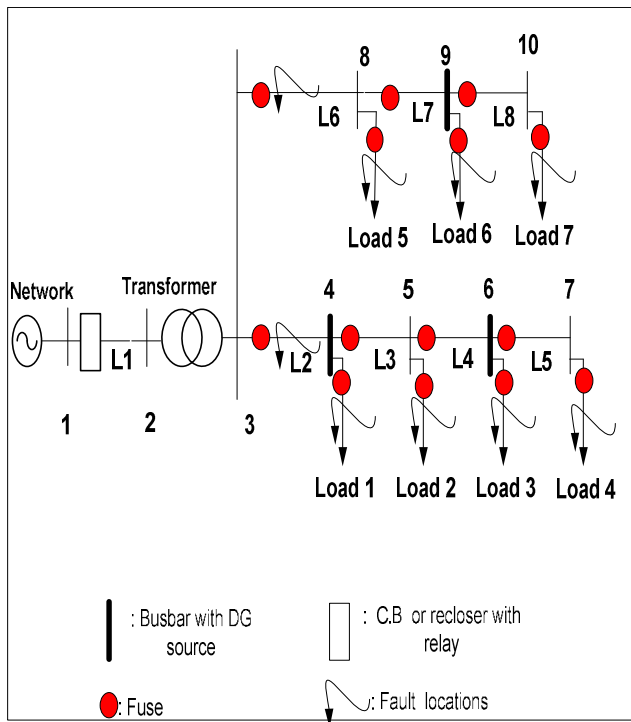 8 9 10
L6 L7 L8
Load 5 Load 6 Load 7
Network Transformer 4 5 6 7
L1 L2 L3 L4 L5
1 2 3
Load 1 Load 2 Load 3 Load 4
: Busbar with DG
source
: C.B or recloser with
relay
: Fuse
: Fault locations